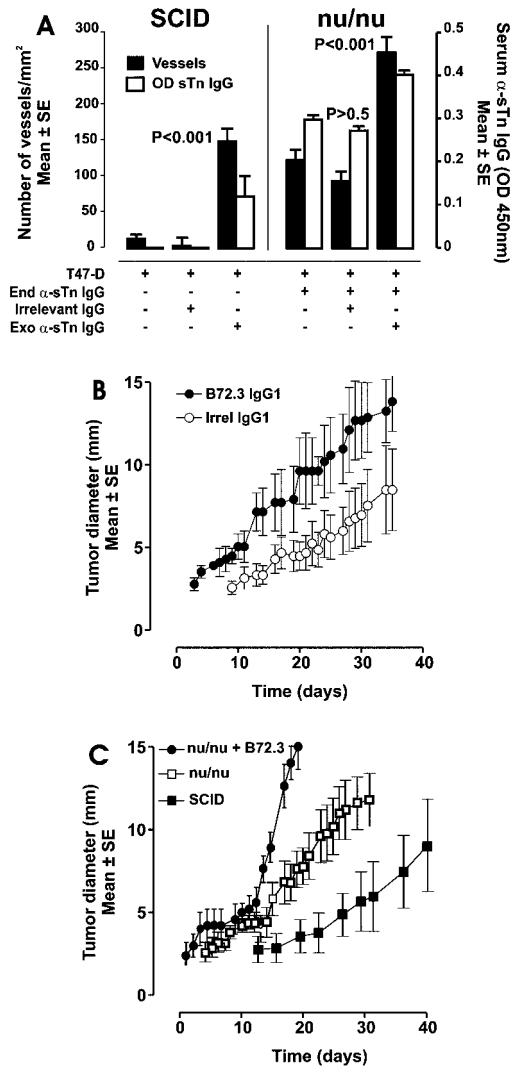 A
SCID nu/nu
Number of vessels/mm²
Mean ± SE
300
250
200
150
100
50
0
Vessels
OD sTn IgG
P<0.001
P<0.001
P>0.5
0.5
0.4
0.3
0.2
0.1
0
Serum α-sTn IgG (OD 450nm)
Mean ± SE
T47-D + + + + + +
End α-sTn IgG - - - + + +
Irrelevant IgG - + - - + -
Exo α-sTn IgG - - + - - +
B
B72.3 IgG1
Irrel IgG1
Tumor diameter (mm)
Mean ± SE
15
10
5
0
0 10 20 30 40
Time (days)
C
nu/nu + B72.3
nu/nu
SCID
Tumor diameter (mm)
Mean ± SE
15
10
5
0
0 10 20 30 40
Time (days)